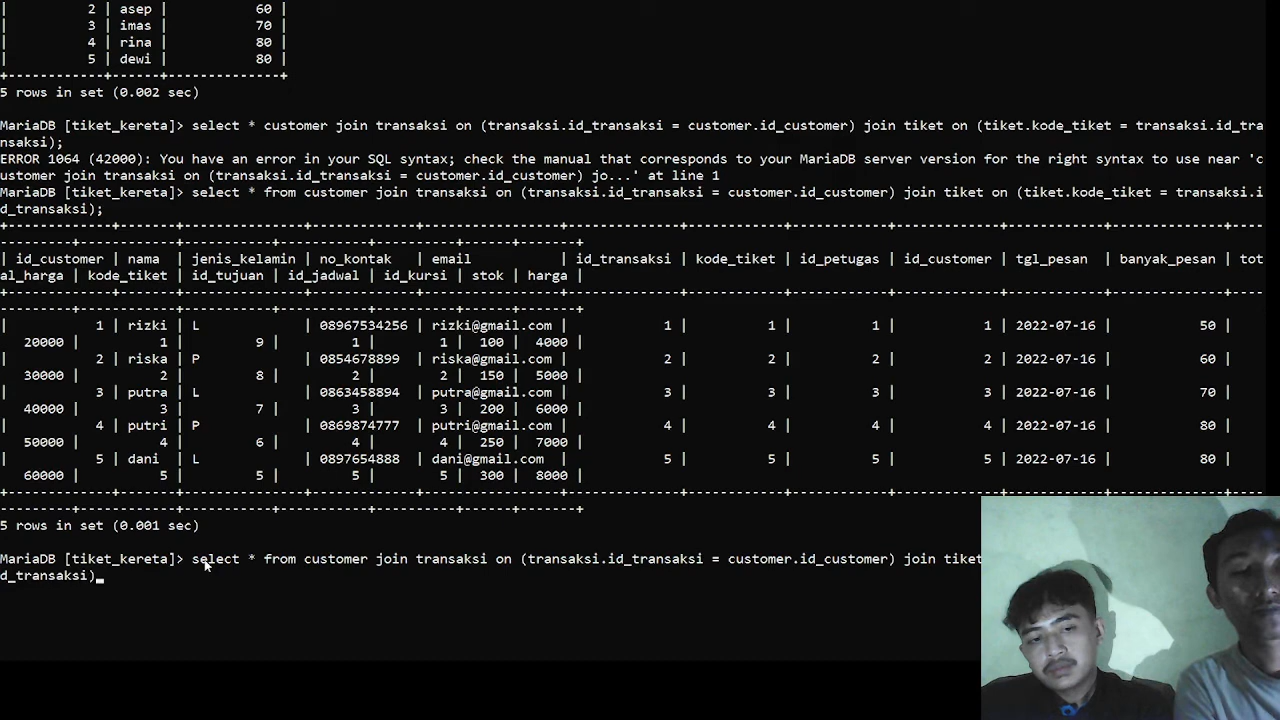 |          2 | asep |           60 |
|          3 | imas |           70 |
|          4 | rina |           80 |
|          5 | dewi |           80 |
+------------+------+--------------+
5 rows in set (0.002 sec)
MariaDB [tiket_kereta]> select * customer join transaksi on (transaksi.id_transaksi = customer.id_customer) join tiket on (tiket.kode_tiket = transaksi.id_tra
nsaksi);
ERROR 1064 (42000): You have an error in your SQL syntax; check the manual that corresponds to your MariaDB server version for the right syntax to use near 'c
ustomer join transaksi on (transaksi.id_transaksi = customer.id_customer) jo...' at line 1
MariaDB [tiket_kereta]> select * from customer join transaksi on (transaksi.id_transaksi = customer.id_customer) join tiket on (tiket.kode_tiket = transaksi.i
d_transaksi);
| id_customer | nama | jenis_kelamin | no_kontak | email | id_transaksi | kode_tiket | id_petugas | id_customer | tgl_pesan | banyak_pesan | tot
al_harga | kode_tiket | id_tujuan | id_jadwal | id_kursi | stok | harga |
| 1 | rizki | L | 08967534256 | rizki@gmail.com | 1 | 1 | 1 | 1 | 2022-07-16 | 50 |
20000 | 1 | 9 | 1 | 1 | 100 | 4000 |
| 2 | riska | P | 0854678899 | riska@gmail.com | 2 | 2 | 2 | 2 | 2022-07-16 | 60 |
30000 | 2 | 8 | 2 | 2 | 150 | 5000 |
| 3 | putra | L | 0863458894 | putra@gmail.com | 3 | 3 | 3 | 3 | 2022-07-16 | 70 |
40000 | 3 | 7 | 3 | 3 | 200 | 6000 |
| 4 | putri | P | 0869874777 | putri@gmail.com | 4 | 4 | 4 | 4 | 2022-07-16 | 80 |
50000 | 4 | 6 | 4 | 4 | 250 | 7000 |
| 5 | dani | L | 0897654888 | dani@gmail.com | 5 | 5 | 5 | 5 | 2022-07-16 | 80 |
60000 | 5 | 5 | 5 | 5 | 300 | 8000 |
5 rows in set (0.001 sec)
MariaDB [tiket_kereta]> select * from customer join transaksi on (transaksi.id_transaksi = customer.id_customer) join tiket
d_transaksi)_